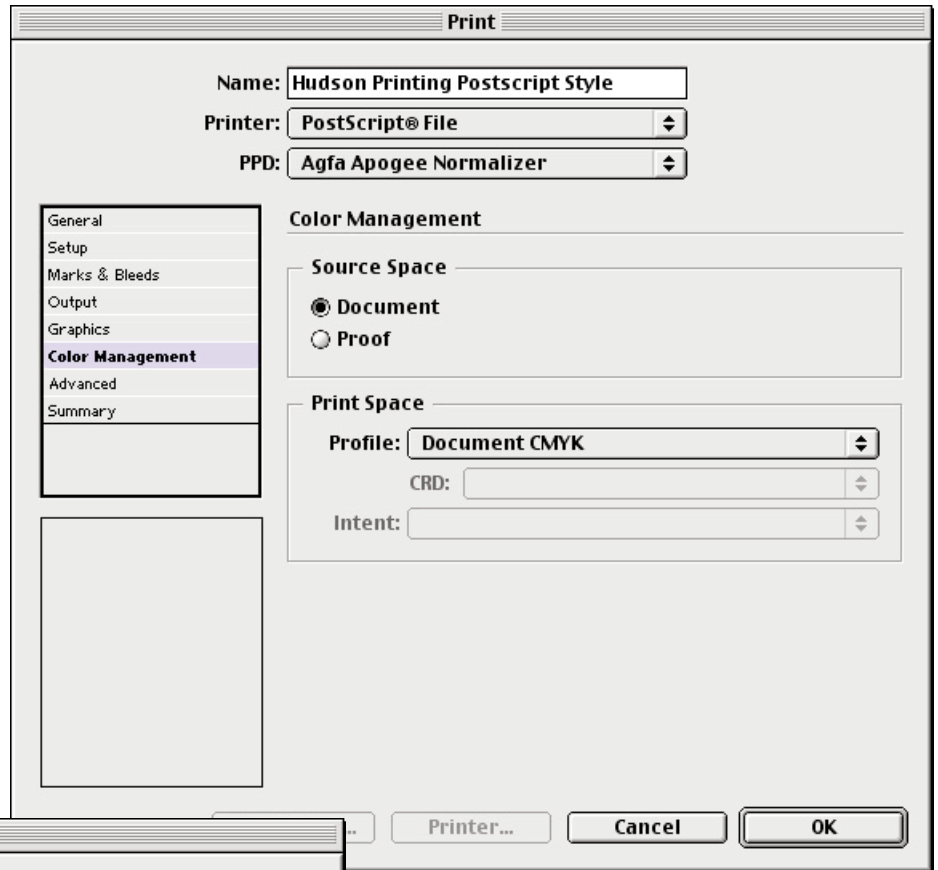 Print
Name: Hudson Printing Postscript Style
Printer: PostScript® File
PPD: Agfa Apogee Normalizer
General
Setup
Marks & Bleeds
Output
Graphics
Color Management
Advanced
Summary
Color Management
Source Space
Document
Proof
Print Space
Profile: Document CMYK
CRD:
Intent:
.. Printer... Cancel OK